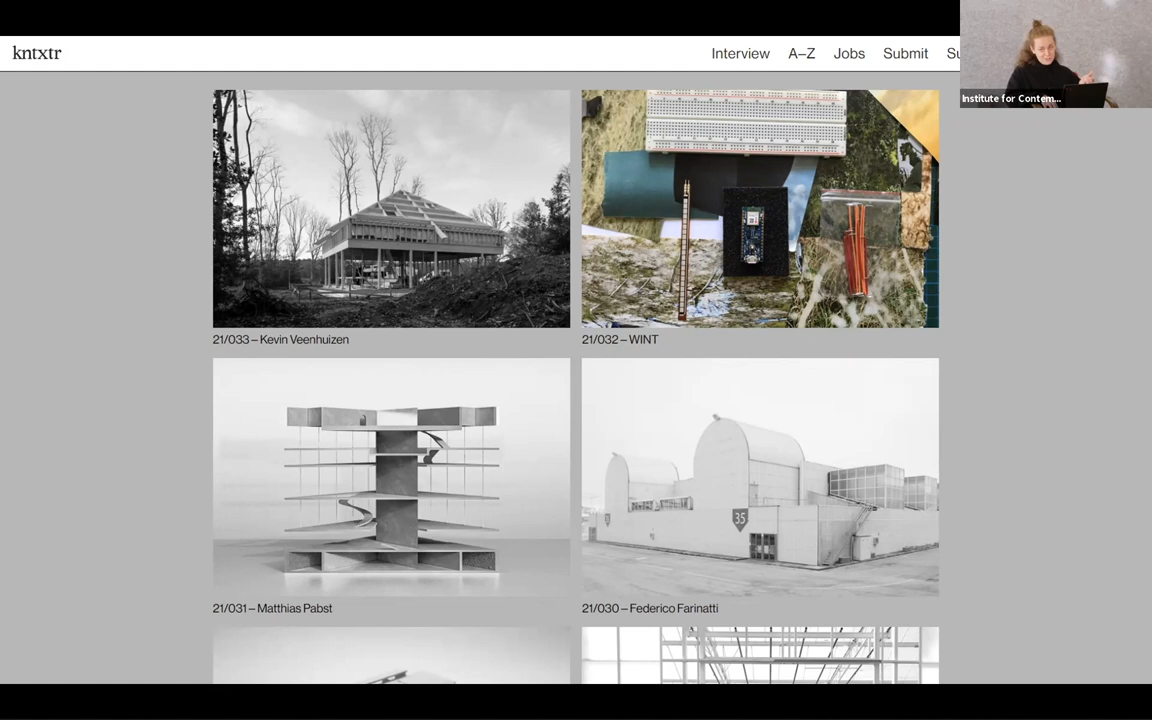 kntxtr
Interview A–Z Jobs Submit Su
Institute for Contem...
21/033 – Kevin Veenhuizen
21/032 – WINT
35
21/031 – Matthias Pabst
21/030 – Federico Farinatti